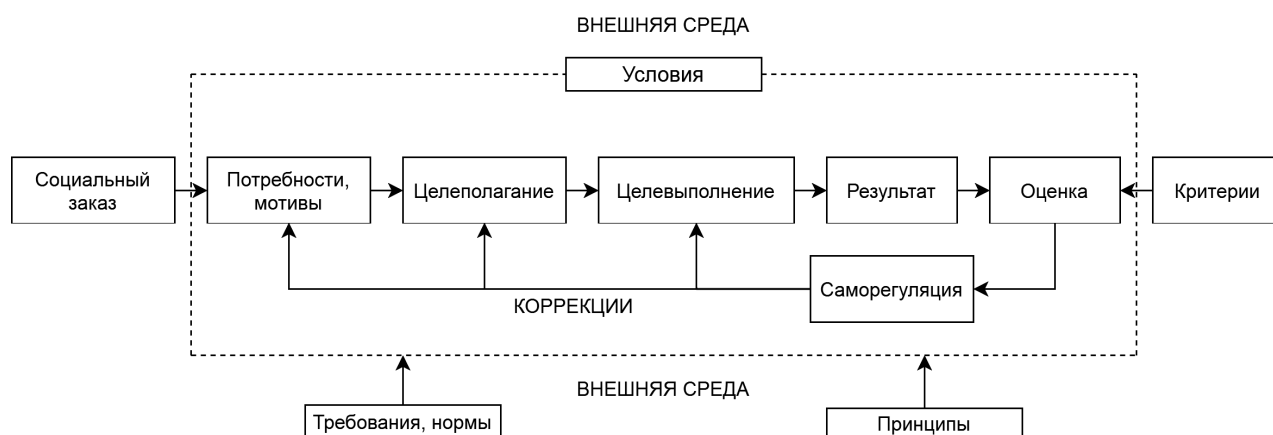 ВНЕШНЯЯ СРЕДА
Условия
Социальный
заказ
Потребности,
мотивы
Целеполагание
Целевыполнение
Результат
Оценка
Критерии
Саморегуляция
КОРРЕКЦИИ
ВНЕШНЯЯ СРЕДА
Требования, нормы
Принципы